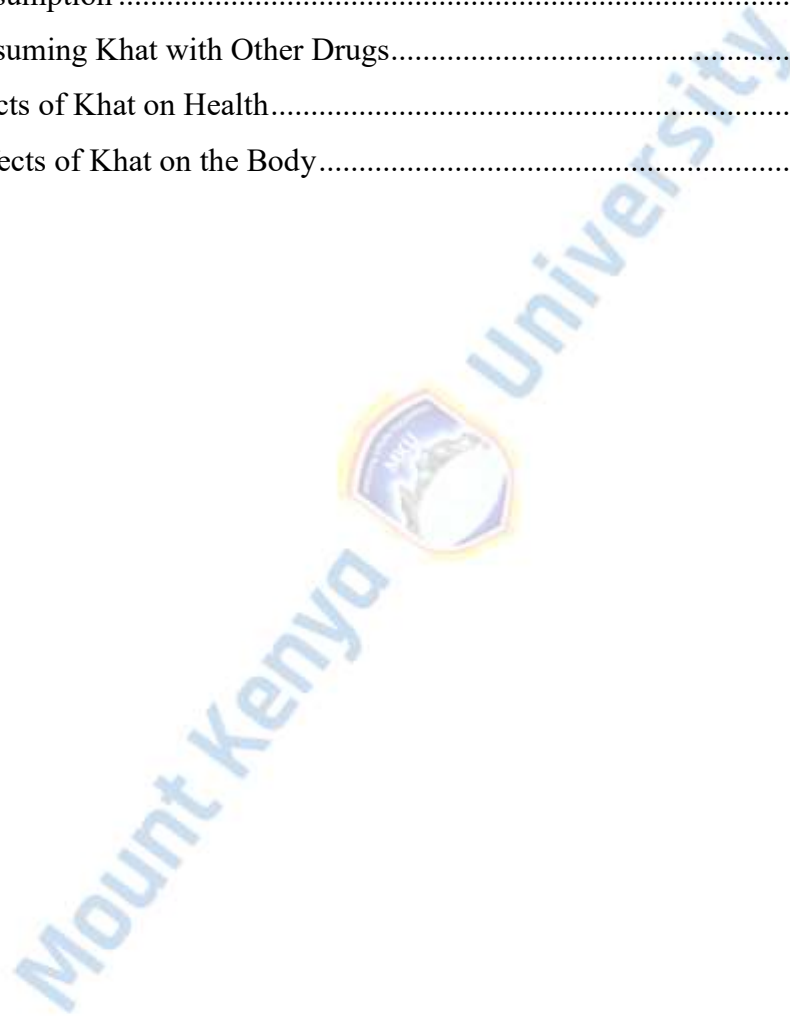 sumption................................................................................
suming Khat with Other Drugs..................................................
cts of Khat on Health................................................................
ects of Khat on the Body..........................................................
Mount Kenya University
MKU